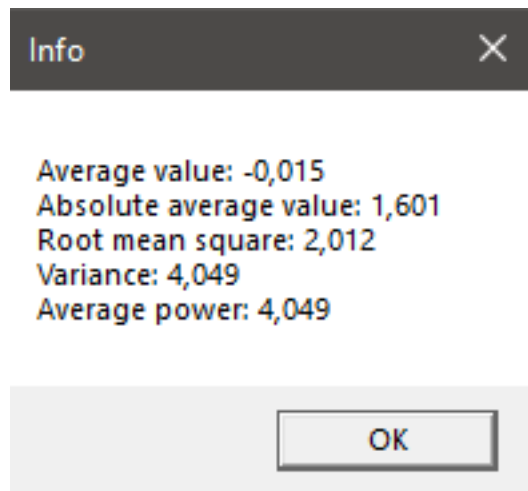 Info
Average value: -0,015
Absolute average value: 1,601
Root mean square: 2,012
Variance: 4,049
Average power: 4,049
OK